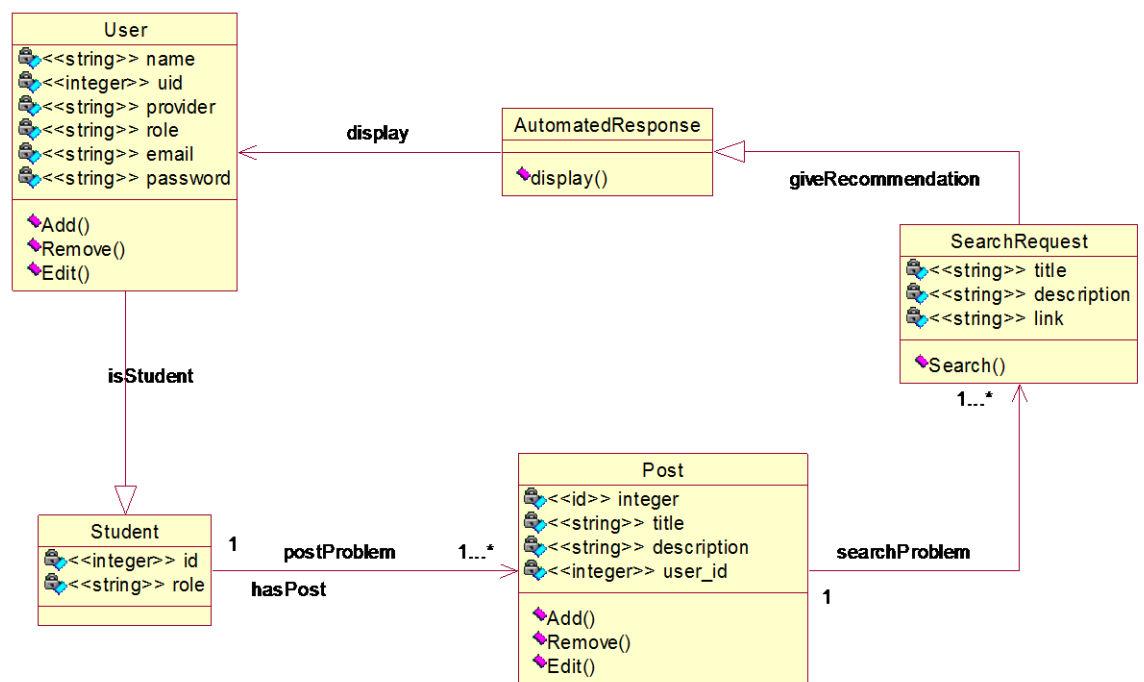 User
<<string>> name
<<integer>> uid
<<string>> provider
<<string>> role
<<string>> email
<<string>> password
Add()
Remove()
Edit()
display
AutomatedResponse
display()
giveRecommendation
SearchRequest
<<string>> title
<<string>> description
<<string>> link
Search()
1...*
isStudent
Student
<<integer>> id
<<string>> role
1
postProblem
1...*
hasPost
Post
<<id>> integer
<<string>> title
<<string>> description
<<integer>> user_id
Add()
Remove()
Edit()
searchProblem
1